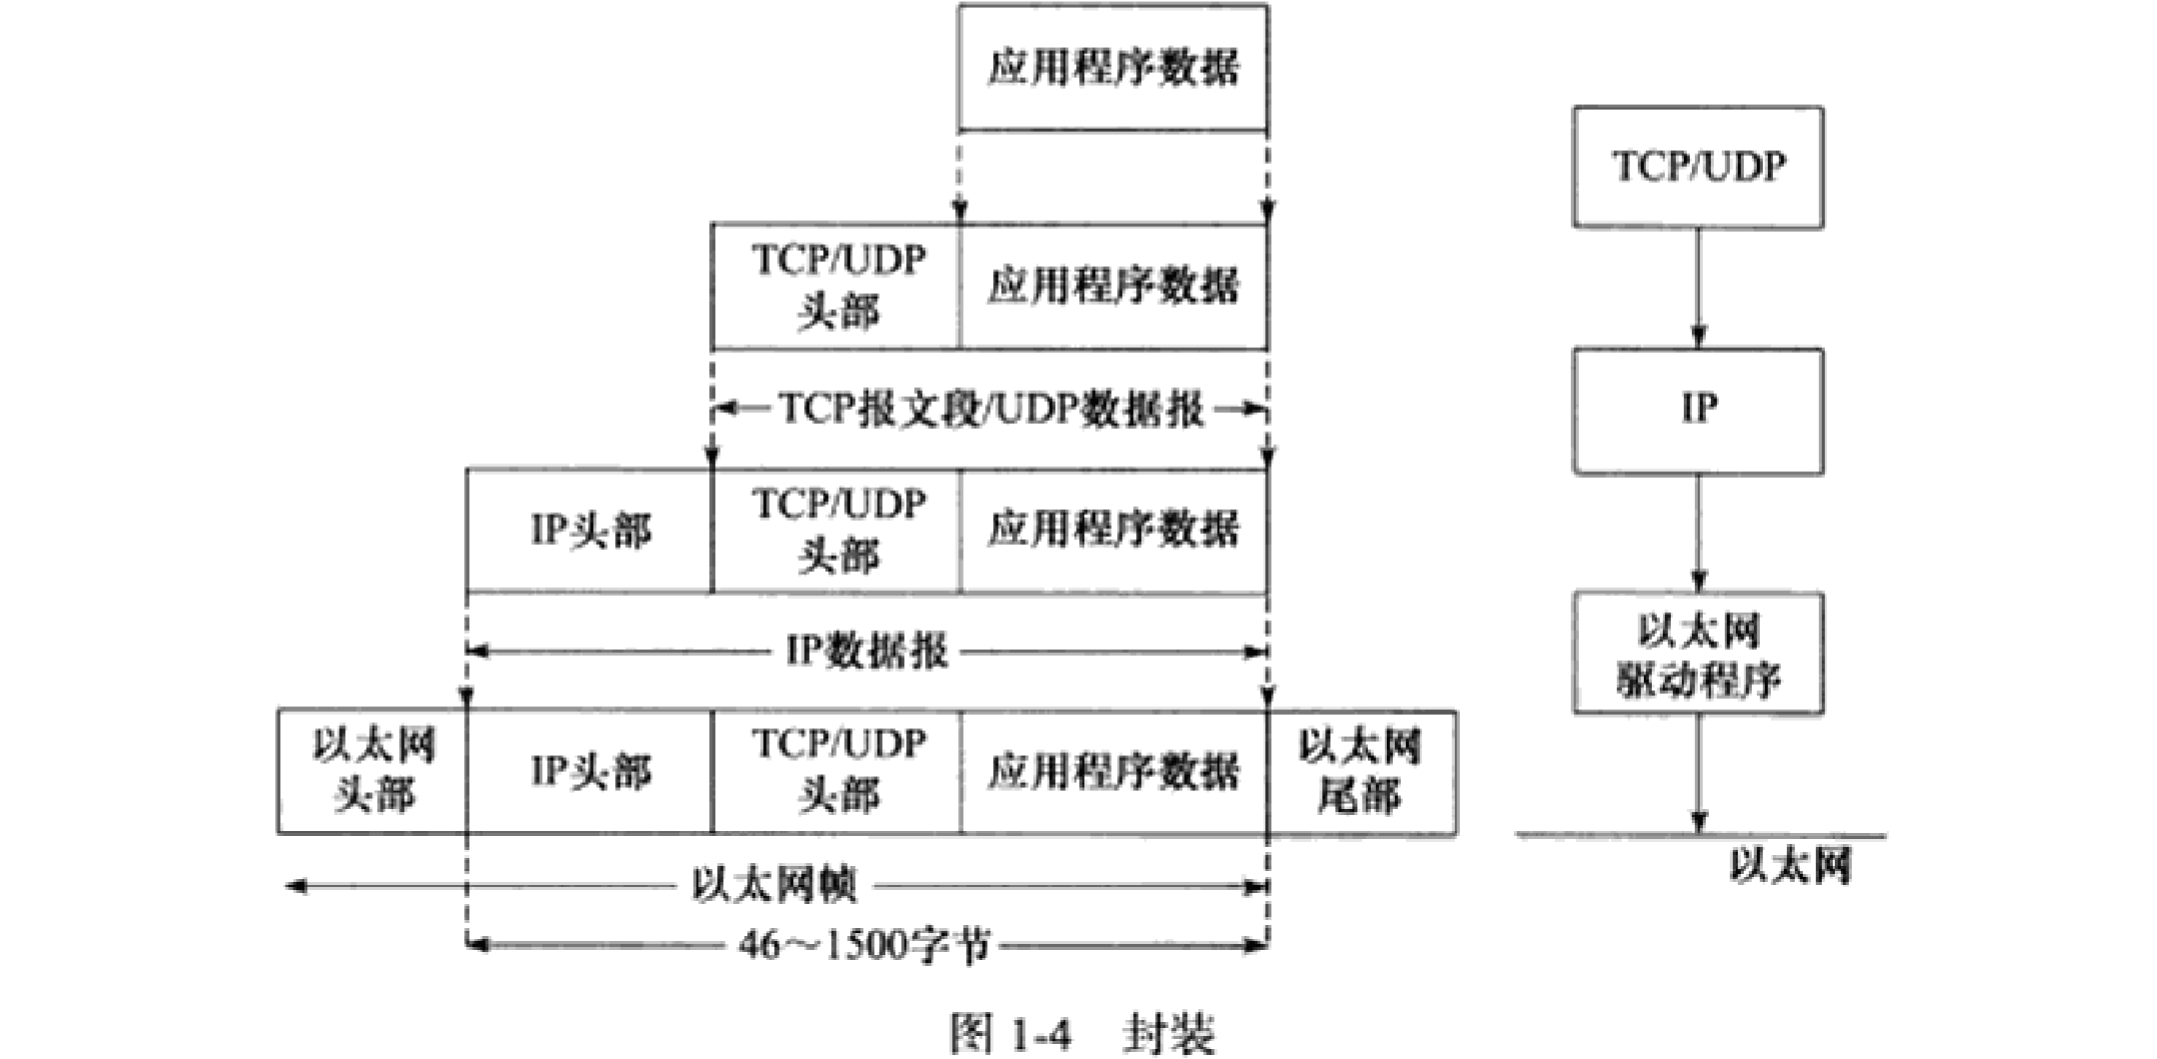 应用程序数据
TCP/UDP
头部
应用程序数据
TCP报文段/UDP数据报
IP头部
TCP/UDP
头部
应用程序数据
IP数据报
以太网
头部
IP头部
TCP/UDP
头部
应用程序数据
以太网
尾部
以太网帧
46～1500字节
TCP/UDP
IP
以太网
驱动程序
以太网
图 1-4 封装